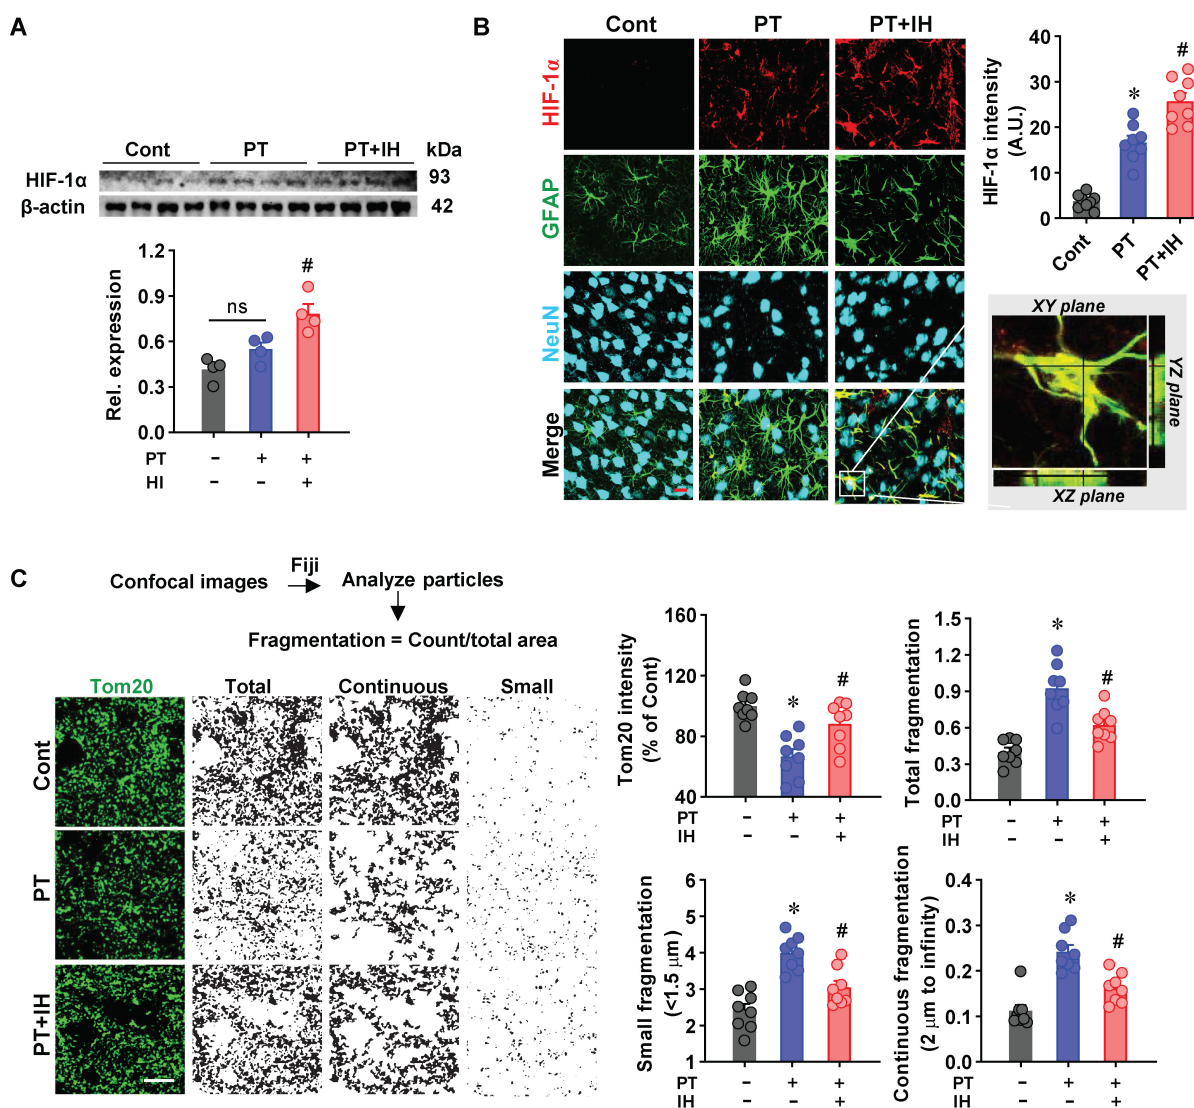 A
Cont PT PT+IH kDa
HIF-1α 93
β-actin 42
1.2
0.9
0.6
0.3
0.0
Rel. expression
ns
#
PT − + +
HI − − +
B
Cont PT PT+IH
HIF-1α
GFAP
NeuN
Merge
40
30
20
10
0
HIF-1α intensity
(A.U.)
*
#
Cont
PT
PT+IH
XY plane
YZ plane
XZ plane
C
Confocal images
Fiji
Analyze particles
Fragmentation = Count/total area
Tom20 Total Continuous Small
Cont
PT
PT+IH
160
120
80
40
Tom20 intensity
(% of Cont)
*
#
PT − + +
IH − − +
1.5
1.2
0.9
0.6
0.3
0.0
Total fragmentation
*
#
PT − + +
IH − − +
6
5
4
3
2
1
Small fragmentation
(<1.5 µm)
*
#
PT − + +
IH − − +
0.4
0.3
0.2
0.1
0.0
Continuous fragmentation
(2 µm to infinity)
*
#
PT − + +
IH − − +